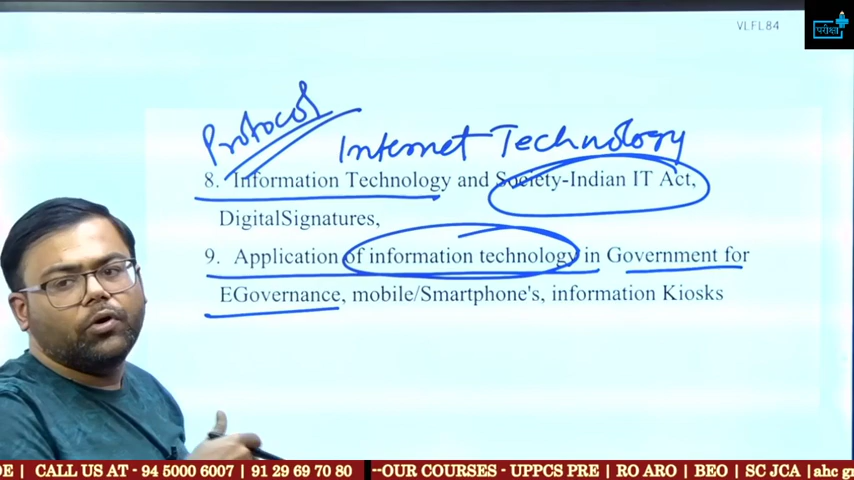 VLFL84
परीक्षा
Protocol
Internet Technology
8. Information Technology and Society-Indian IT Act,
DigitalSignatures,
9. Application of information technology in Government for
EGovernance, mobile/Smartphone's, information Kiosks
DE | CALL US AT - 94 5000 6007 | 91 29 69 70 80 --OUR COURSES - UPPCS PRE | RO ARO | BEO | SC JCA | ahc gr